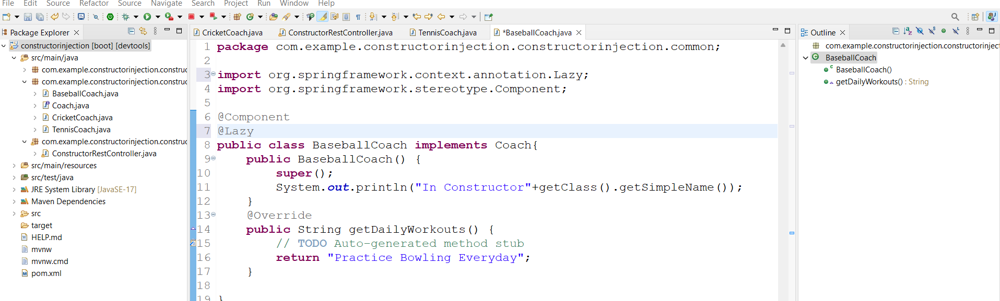 File Edit Source Refactor Source Navigate Search Project Run Window Help
Package Explorer
constructorinjection [boot] [devtools]
src/main/java
com.example.constructorinjection.construc
com.example.constructorinjection.construc
BaseballCoach.java
Coach.java
CricketCoach.java
TennisCoach.java
com.example.constructorinjection.construc
ConstructorRestController.java
src/main/resources
src/test/java
JRE System Library [JavaSE-17]
Maven Dependencies
src
target
HELP.md
mvnw
mvnw.cmd
pom.xml
CricketCoach.java ConstructorRestController.java TennisCoach.java *BaseballCoach.java
1 package com.example.constructorinjection.constructorinjection.common;
2
3 import org.springframework.context.annotation.Lazy;
4 import org.springframework.stereotype.Component;
5
6 @Component
7 @Lazy
8 public class BaseballCoach implements Coach{
9 public BaseballCoach() {
10 super();
11 System.out.println("In Constructor"+getClass().getSimpleName());
12 }
13 @Override
14 public String getDailyWorkouts() {
15 // TODO Auto-generated method stub
16 return "Practice Bowling Everyday";
17 }
18
19 }
Outline
com.example.constructorinjection.constructorinject
BaseballCoach
BaseballCoach()
getDailyWorkouts() : String